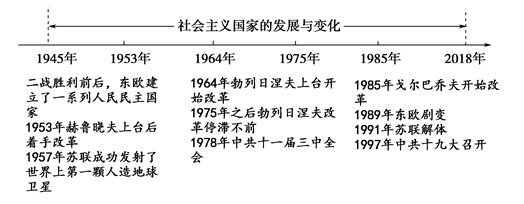 社会主义国家的发展与变化
1945年 1953年 1964年 1975年 1985年 2018年
二战胜利前后，东欧建
立了一系列人民民主国
家
1953年赫鲁晓夫上台后
着手改革
1957年苏联成功发射了
世界上第一颗人造地球
卫星
1964年勃列日涅夫上台开
始改革
1975年之后勃列日涅夫改
革停滞不前
1978年中共十一届三中全
会
1985年戈尔巴乔夫开始改
革
1989年东欧剧变
1991年苏联解体
1997年中共十九大召开